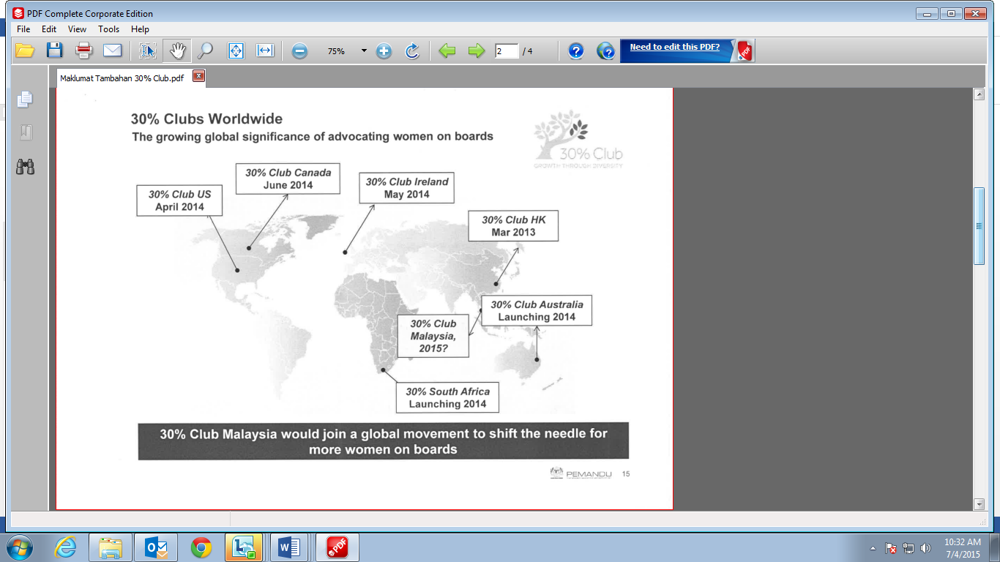 PDF Complete Corporate Edition
File Edit View Tools Help
75% 2 / 4 Need to edit this PDF?
Maklumat Tambahan 30% Club.pdf
30% Clubs Worldwide
The growing global significance of advocating women on boards
30% Club
GROWTH THROUGH DIVERSITY
30% Club Canada
June 2014
30% Club Ireland
May 2014
30% Club US
April 2014
30% Club HK
Mar 2013
30% Club Australia
Launching 2014
30% Club
Malaysia,
2015?
30% South Africa
Launching 2014
30% Club Malaysia would join a global movement to shift the needle for
more women on boards
PEMANDU 15
10:32 AM
7/4/2015